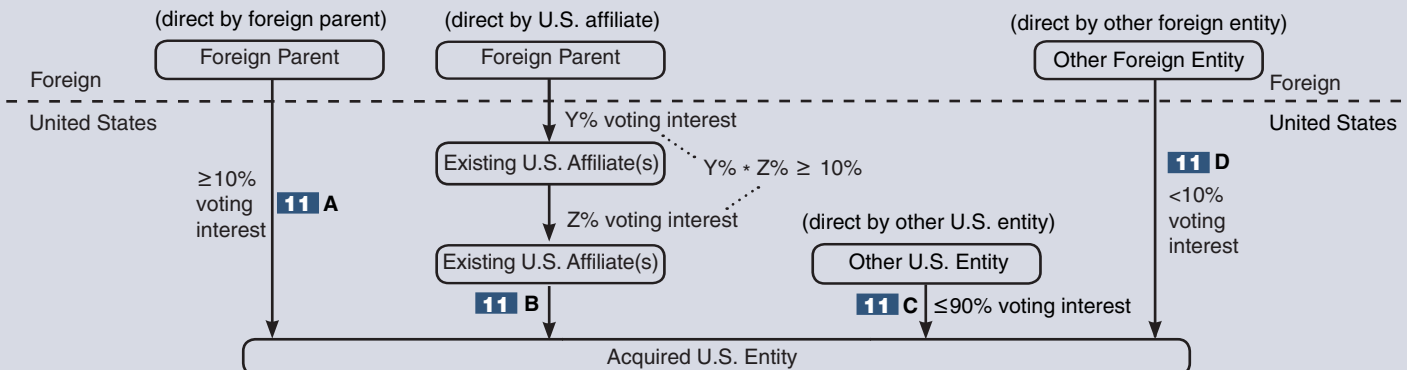 (direct by foreign parent)
Foreign Parent
(direct by U.S. affiliate)
Foreign Parent
(direct by other foreign entity)
Other Foreign Entity
Foreign
Foreign
United States
United States
≥10%
voting
interest
11 A
Y% voting interest
Existing U.S. Affiliate(s)
Y% * Z% ≥ 10%
Z% voting interest
Existing U.S. Affiliate(s)
11 B
(direct by other U.S. entity)
Other U.S. Entity
11 C ≤90% voting interest
11 D
<10%
voting
interest
Acquired U.S. Entity